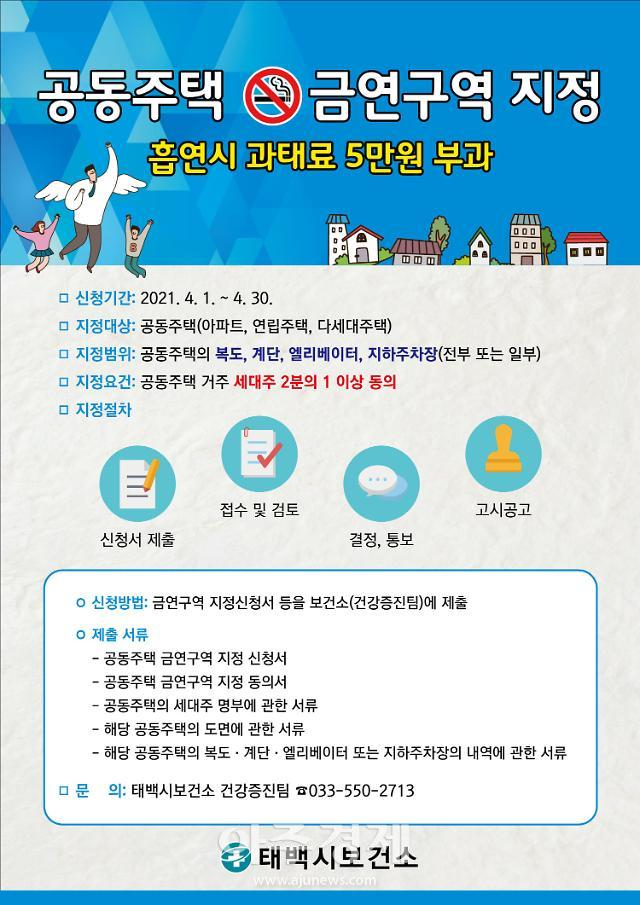 공동주택 금연구역 지정
흡연시 과태료 5만원 부과
B
□ 신청기간: 2021. 4. 1. ~ 4. 30.
□ 지정대상: 공동주택(아파트, 연립주택, 다세대주택)
□ 지정범위: 공동주택의 복도, 계단, 엘리베이터, 지하주차장(전부 또는 일부)
□ 지정요건: 공동주택 거주 세대주 2분의 1 이상 동의
□ 지정절차
신청서 제출
접수 및 검토
결정, 통보
고시공고
○ 신청방법: 금연구역 지정신청서 등을 보건소(건강증진팀)에 제출
○ 제출 서류
- 공동주택 금연구역 지정 신청서
- 공동주택 금연구역 지정 동의서
- 공동주택의 세대주 명부에 관한 서류
- 해당 공동주택의 도면에 관한 서류
- 해당 공동주택의 복도 · 계단 · 엘리베이터 또는 지하주차장의 내역에 관한 서류
□ 문 의: 태백시보건소 건강증진팀 ☎033-550-2713
아주경제
태백시보건소
www.ajunews.com